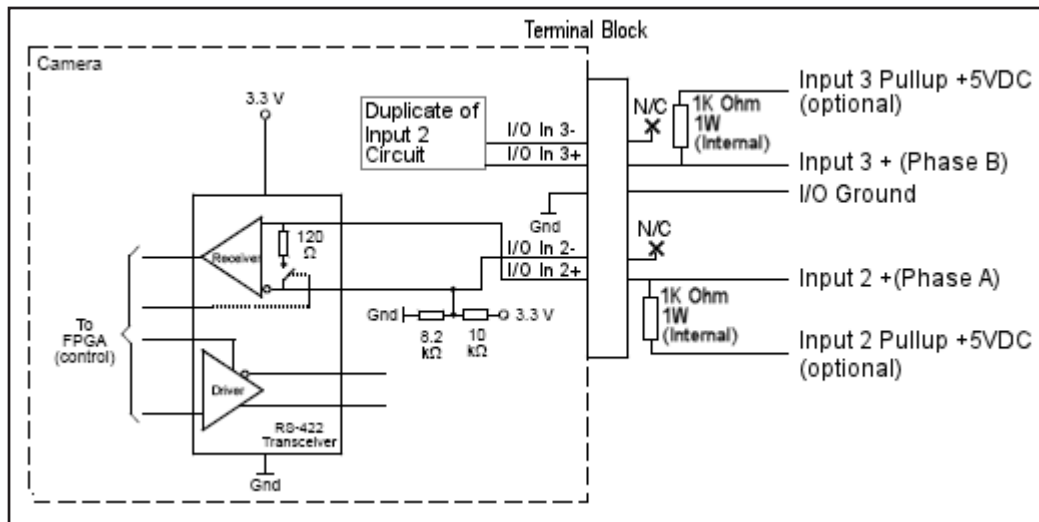 Terminal Block
Camera
3.3 V
Duplicate of
Input 2
Circuit
I/O In 3-
I/O In 3+
N/C
1K Ohm
1W
(Internal)
Input 3 Pullup +5VDC
(optional)
Input 3 + (Phase B)
I/O Ground
Gnd
Receiver
120
Ω
I/O In 2-
I/O In 2+
N/C
Input 2 +(Phase A)
1K Ohm
1W
(Internal)
Input 2 Pullup +5VDC
(optional)
Gnd
8.2
kΩ
10
kΩ
3.3 V
To
FPGA
(control)
Driver
RS-422
Transceiver
Gnd